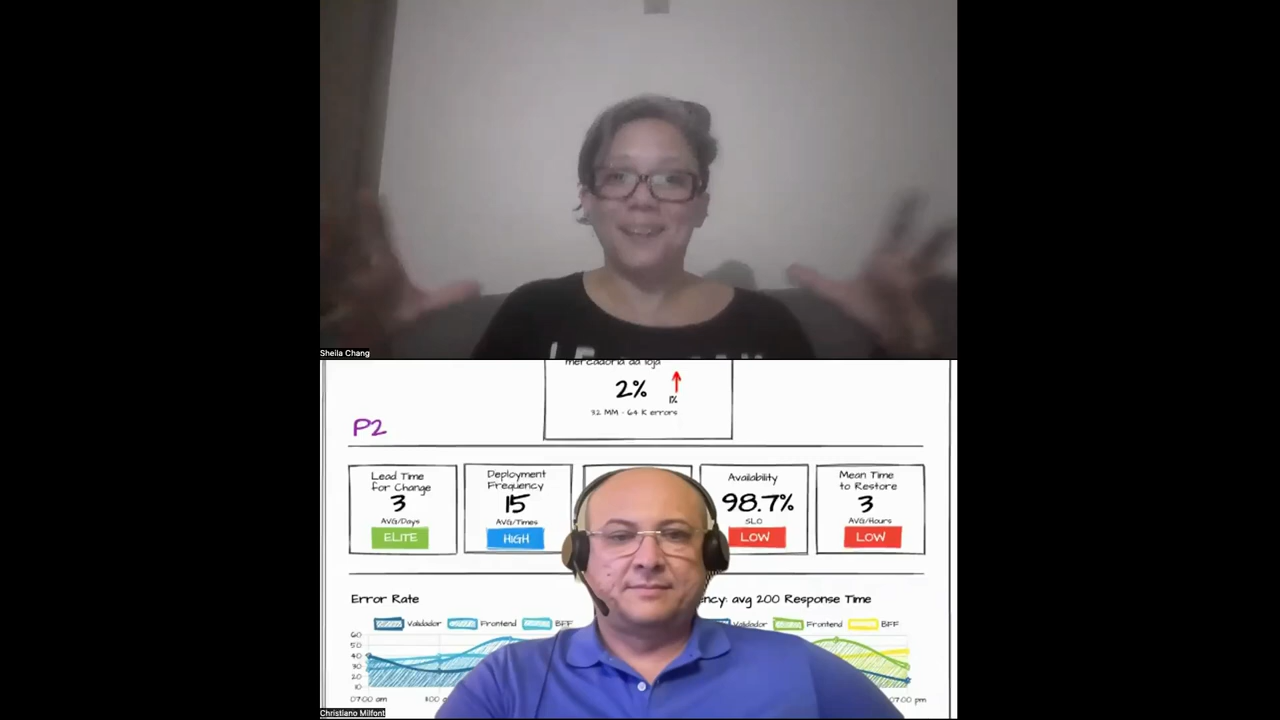 Sheila Chang
mercadoria da loja
2%
1%
3.2 MM - 64 K errors
P2
Lead Time
for Change
3
AVG/Days
ELITE
Deployment
Frequency
15
AVG/Times
HIGH
Availability
98.7%
SLO
LOW
Mean Time
to Restore
3
AVG/Hours
LOW
Error Rate
Validador Frontend BFF
60
50
40
30
20
10
07:00 am
avg 200 Response Time
Validador Frontend BFF
07:00 pm
Christiano Milfont